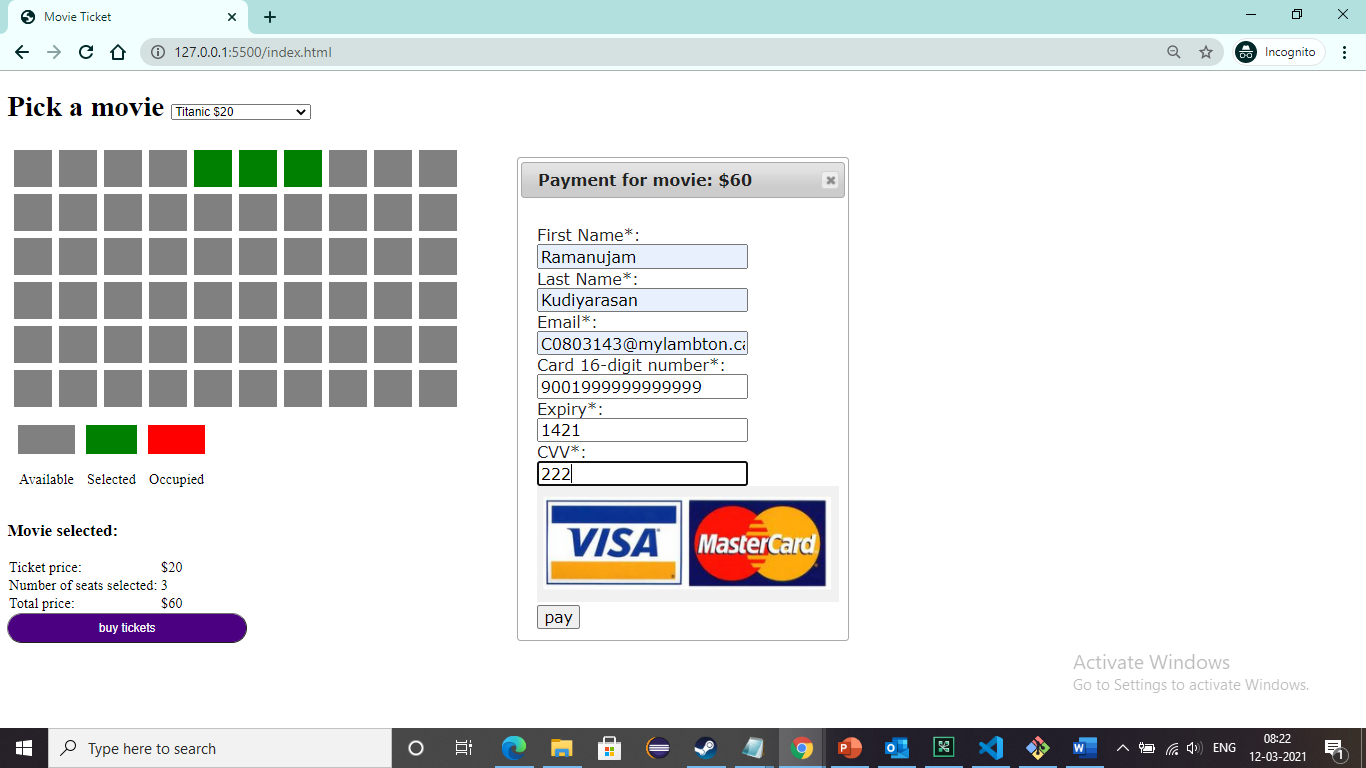 Movie Ticket
127.0.0.1:5500/index.html
Incognito
Pick a movie
Titanic $20
Available Selected Occupied
Movie selected:
Ticket price: $20
Number of seats selected: 3
Total price: $60
buy tickets
Payment for movie: $60
First Name*:
Ramanujam
Last Name*:
Kudiyarasan
Email*:
C0803143@mylambton.ca
Card 16-digit number*:
9001999999999999
Expiry*:
1421
CVV*:
222
VISA MasterCard
pay
Activate Windows
Go to Settings to activate Windows.
Type here to search
ENG
08:22
12-03-2021
1